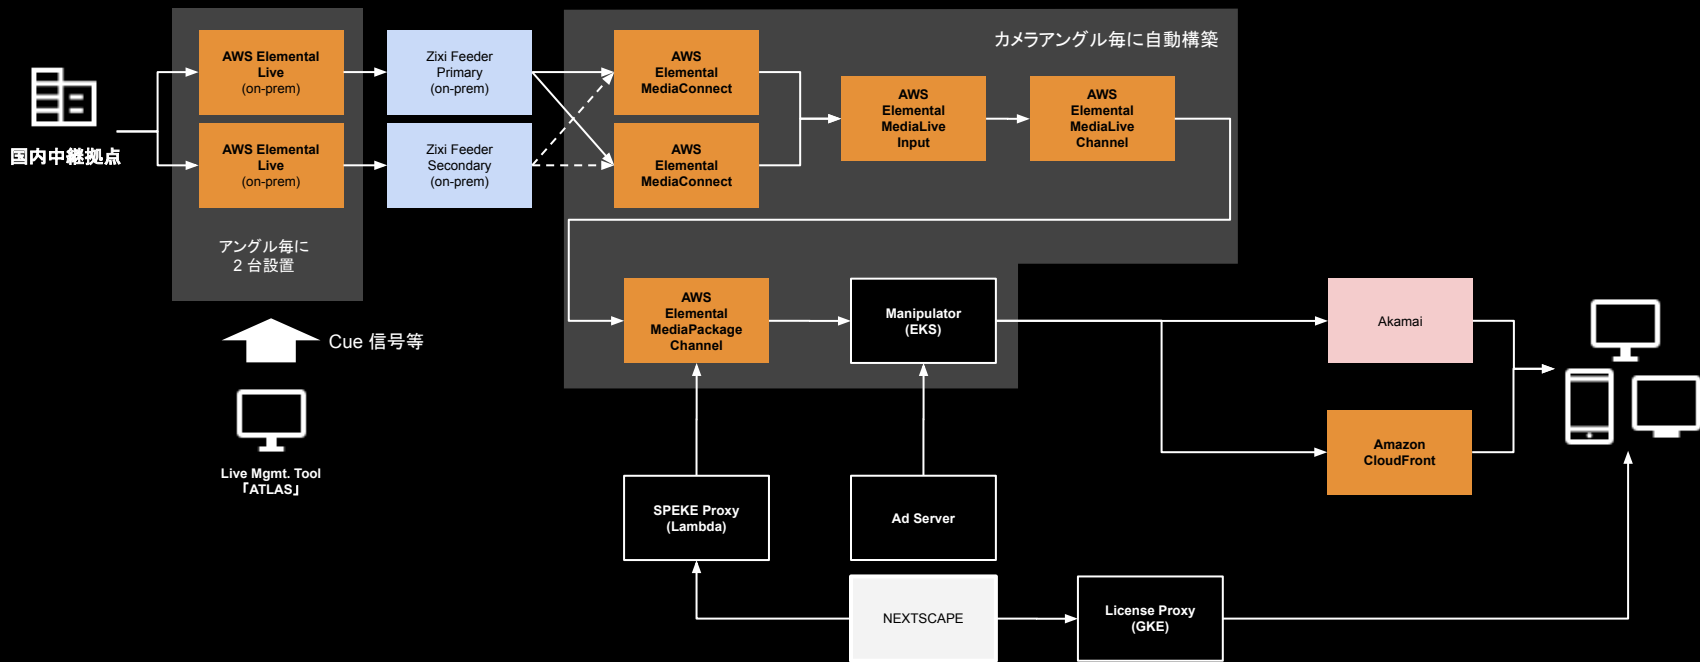 国内中継拠点
AWS Elemental
Live
(on-prem)
AWS Elemental
Live
(on-prem)
アングル毎に
2 台設置
Cue 信号等
Live Mgmt. Tool
「ATLAS」
Zixi Feeder
Primary
(on-prem)
Zixi Feeder
Secondary
(on-prem)
カメラアングル毎に自動構築
AWS
Elemental
MediaConnect
AWS
Elemental
MediaConnect
AWS
Elemental
MediaLive
Input
AWS
Elemental
MediaLive
Channel
AWS
Elemental
MediaPackage
Channel
Manipulator
(EKS)
Akamai
Amazon
CloudFront
SPEKE Proxy
(Lambda)
Ad Server
NEXTSCAPE
License Proxy
(GKE)